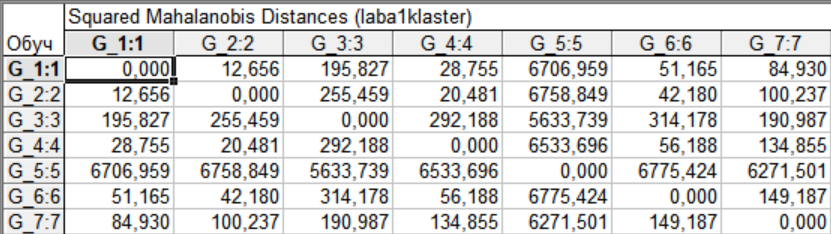 Squared Mahalanobis Distances (laba1klaster)
Обуч G_1:1 G_2:2 G_3:3 G_4:4 G_5:5 G_6:6 G_7:7
G_1:1 0,000 12,656 195,827 28,755 6706,959 51,165 84,930
G_2:2 12,656 0,000 255,459 20,481 6758,849 42,180 100,237
G_3:3 195,827 255,459 0,000 292,188 5633,739 314,178 190,987
G_4:4 28,755 20,481 292,188 0,000 6533,696 56,188 134,855
G_5:5 6706,959 6758,849 5633,739 6533,696 0,000 6775,424 6271,501
G_6:6 51,165 42,180 314,178 56,188 6775,424 0,000 149,187
G_7:7 84,930 100,237 190,987 134,855 6271,501 149,187 0,000